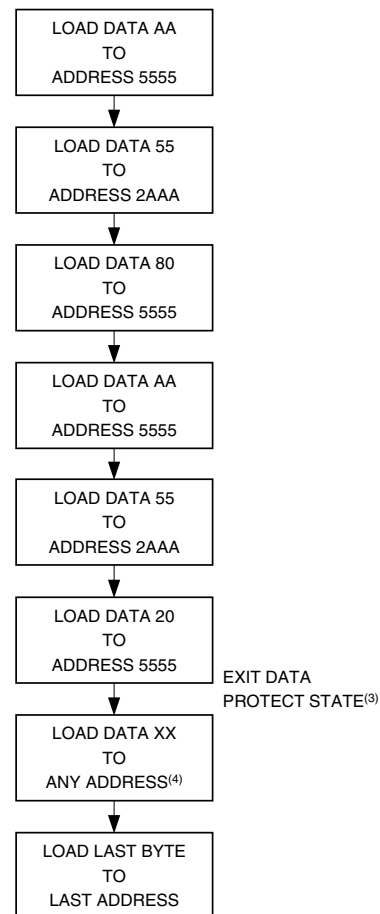 LOAD DATA AA
TO
ADDRESS 5555
LOAD DATA 55
TO
ADDRESS 2AAA
LOAD DATA 80
TO
ADDRESS 5555
LOAD DATA AA
TO
ADDRESS 5555
LOAD DATA 55
TO
ADDRESS 2AAA
LOAD DATA 20
TO
ADDRESS 5555
EXIT DATA
PROTECT STATE(3)
LOAD DATA XX
TO
ANY ADDRESS(4)
LOAD LAST BYTE
TO
LAST ADDRESS